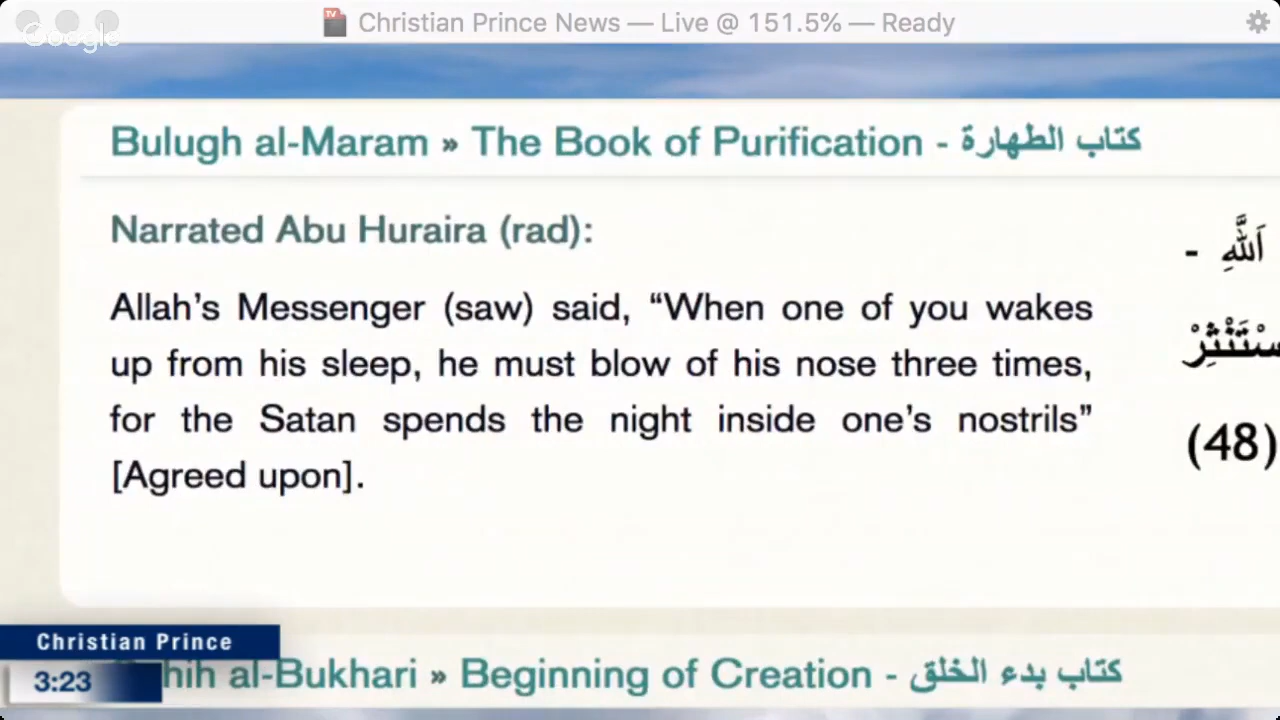 Christian Prince News — Live @ 151.5% — Ready
Google
Bulugh al-Maram » The Book of Purification - كتاب الطهارة
Narrated Abu Huraira (rad):
Allah's Messenger (saw) said, “When one of you wakes
up from his sleep, he must blow of his nose three times,
for the Satan spends the night inside one's nostrils”
[Agreed upon].
اَللَّهِ -
(48)
Christian Prince
3:23
al-Bukhari » Beginning of Creation - كتاب بدء الخلق